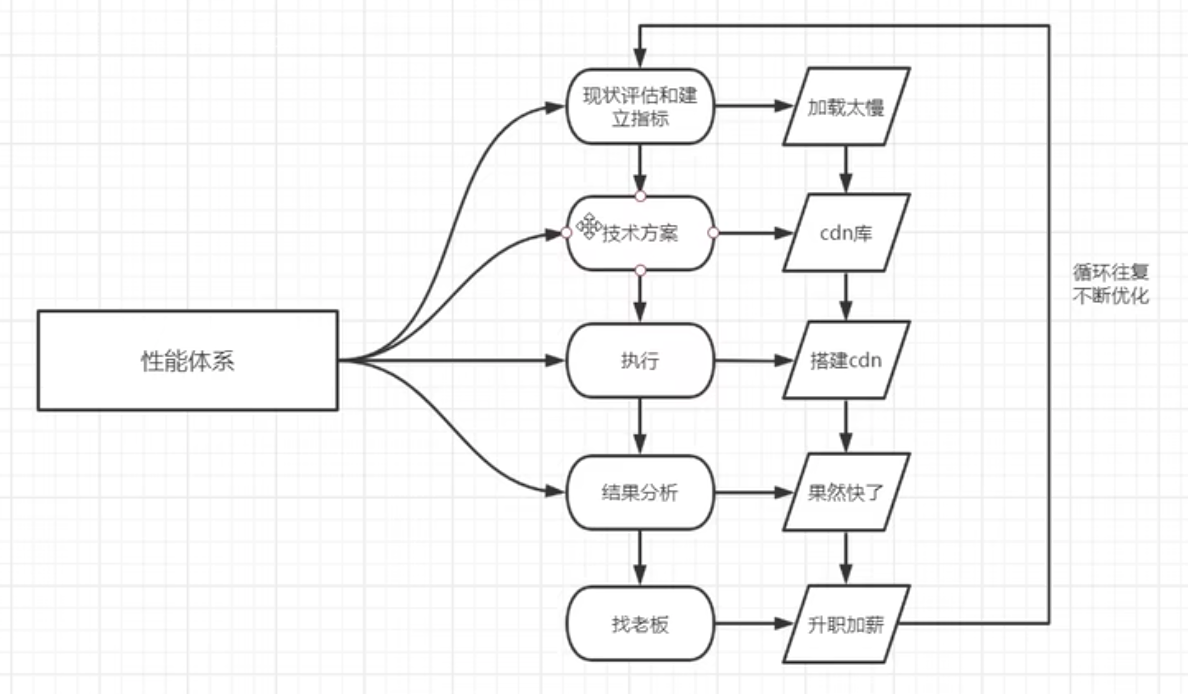 现状评估和建
立指标
加载太慢
技术方案
cdn库
循环往复
不断优化
性能体系
执行
搭建cdn
结果分析
果然快了
找老板
升职加薪